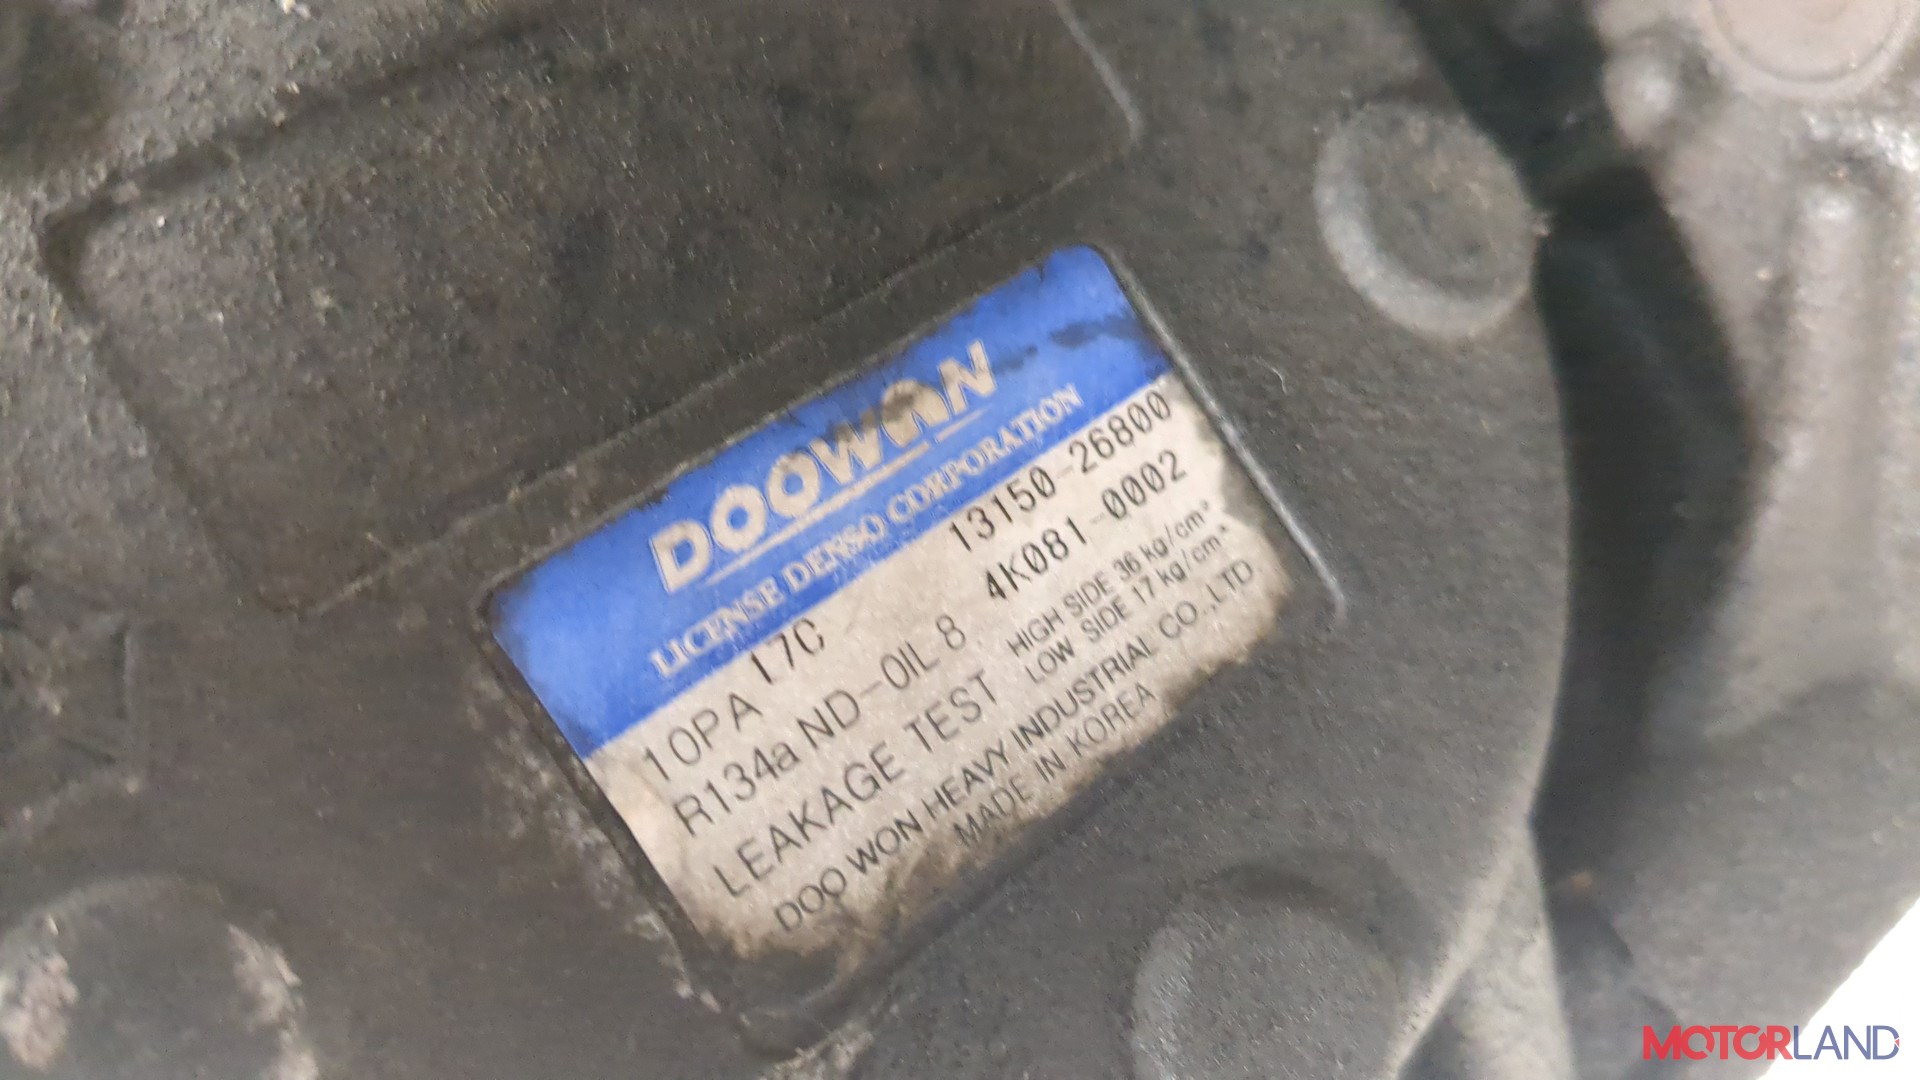 DOOWON
LICENSE DENSO CORPORATION
10PA 17C 13150-26800
R134a ND-OIL 8 4K081-0002
LEAKAGE TEST HIGH SIDE 36 kg/cm²
LOW SIDE 17 kg/cm²
DOO WON HEAVY INDUSTRIAL CO.,LTD.
MADE IN KOREA
MOTORLAND